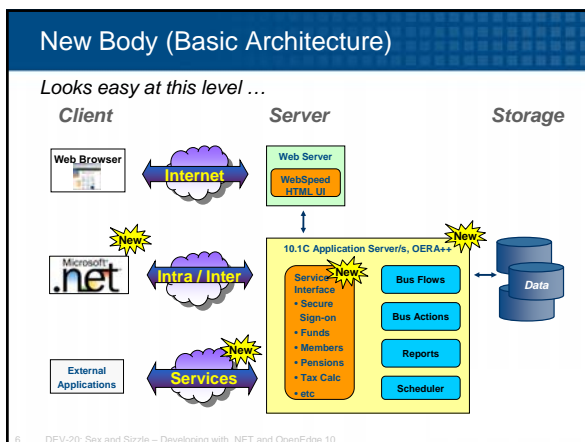 New Body (Basic Architecture)
Looks easy at this level …
Client
Server
Storage
Web Browser
Internet
Web Server
WebSpeed
HTML UI
New
Microsoft
.net
Intra / Inter
New
10.1C Application Server/s, OERA++
New
Service
Interface
• Secure
Sign-on
• Funds
• Members
• Pensions
• Tax Calc
• etc
Bus Flows
Bus Actions
Reports
Scheduler
Data
External
Applications
Services
New
6
DEV-20: Sex and Sizzle – Developing with .NET and OpenEdge 10